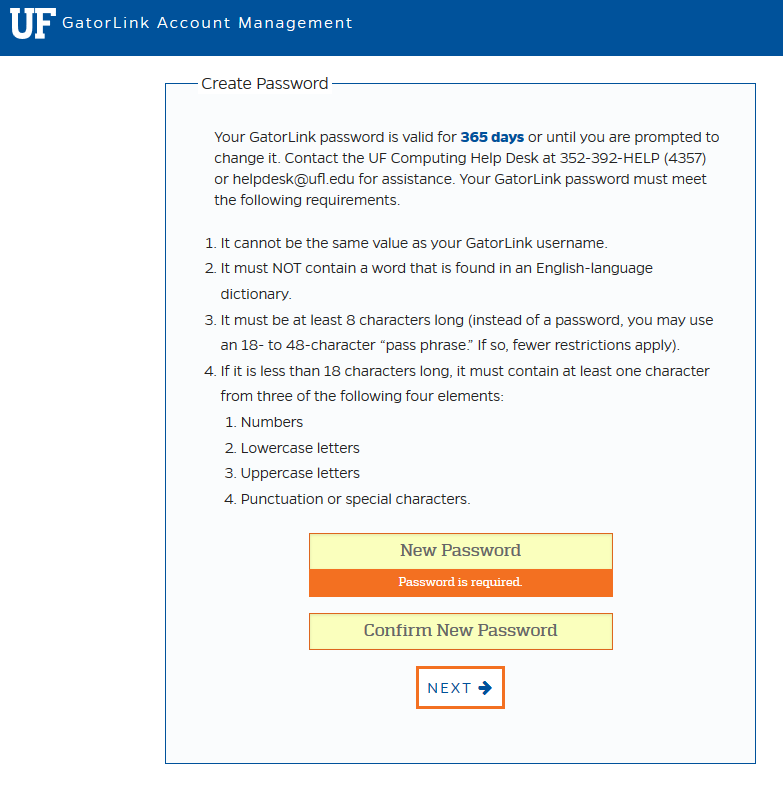 UF GatorLink Account Management
Create Password
Your GatorLink password is valid for 365 days or until you are prompted to
change it. Contact the UF Computing Help Desk at 352-392-HELP (4357)
or helpdesk@ufl.edu for assistance. Your GatorLink password must meet
the following requirements.
1. It cannot be the same value as your GatorLink username.
2. It must NOT contain a word that is found in an English-language
dictionary.
3. It must be at least 8 characters long (instead of a password, you may use
an 18- to 48-character “pass phrase.” If so, fewer restrictions apply).
4. If it is less than 18 characters long, it must contain at least one character
from three of the following four elements:
1. Numbers
2. Lowercase letters
3. Uppercase letters
4. Punctuation or special characters.
New Password
Password is required.
Confirm New Password
NEXT